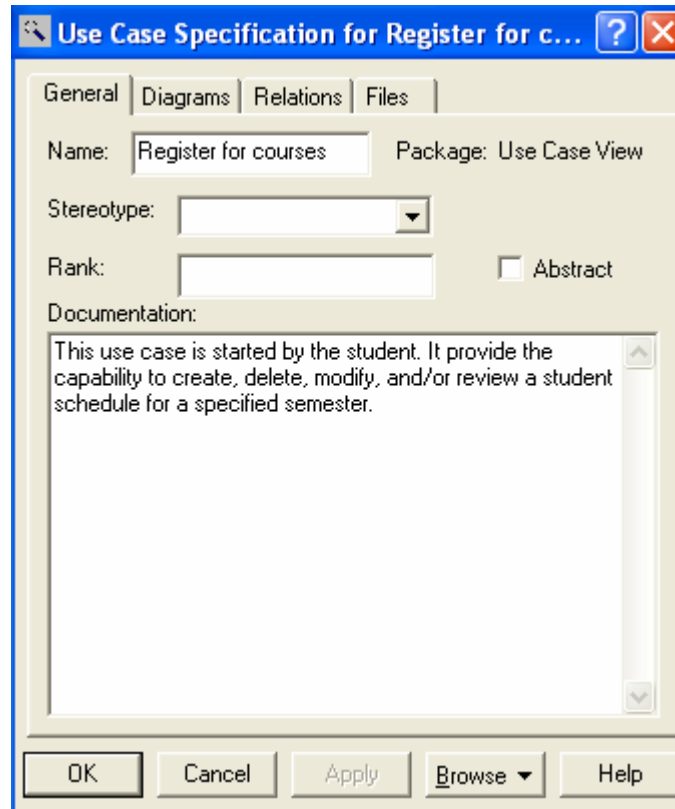 Use Case Specification for Register for c... ?
General Diagrams Relations Files
Name: Register for courses Package: Use Case View
Stereotype:
Rank: Abstract
Documentation:
This use case is started by the student. It provide the
capability to create, delete, modify, and/or review a student
schedule for a specified semester.
OK Cancel Apply Browse Help